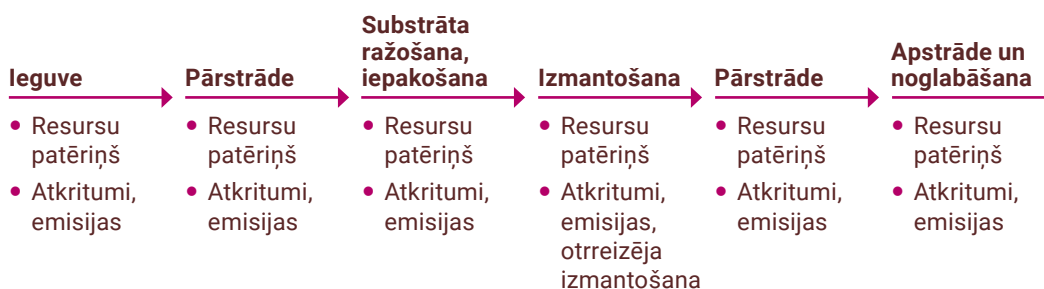 Ieguve
• Resursu
patēriņš
• Atkritumi,
emisijas
Pārstrāde
• Resursu
patēriņš
• Atkritumi,
emisijas
Substrāta
ražošana,
iepakošana
• Resursu
patēriņš
• Atkritumi,
emisijas
Izmantošana
• Resursu
patēriņš
• Atkritumi,
emisijas,
otrreizēja
izmantošana
Pārstrāde
• Resursu
patēriņš
• Atkritumi,
emisijas
Apstrāde un
noglabāšana
• Resursu
patēriņš
• Atkritumi,
emisijas